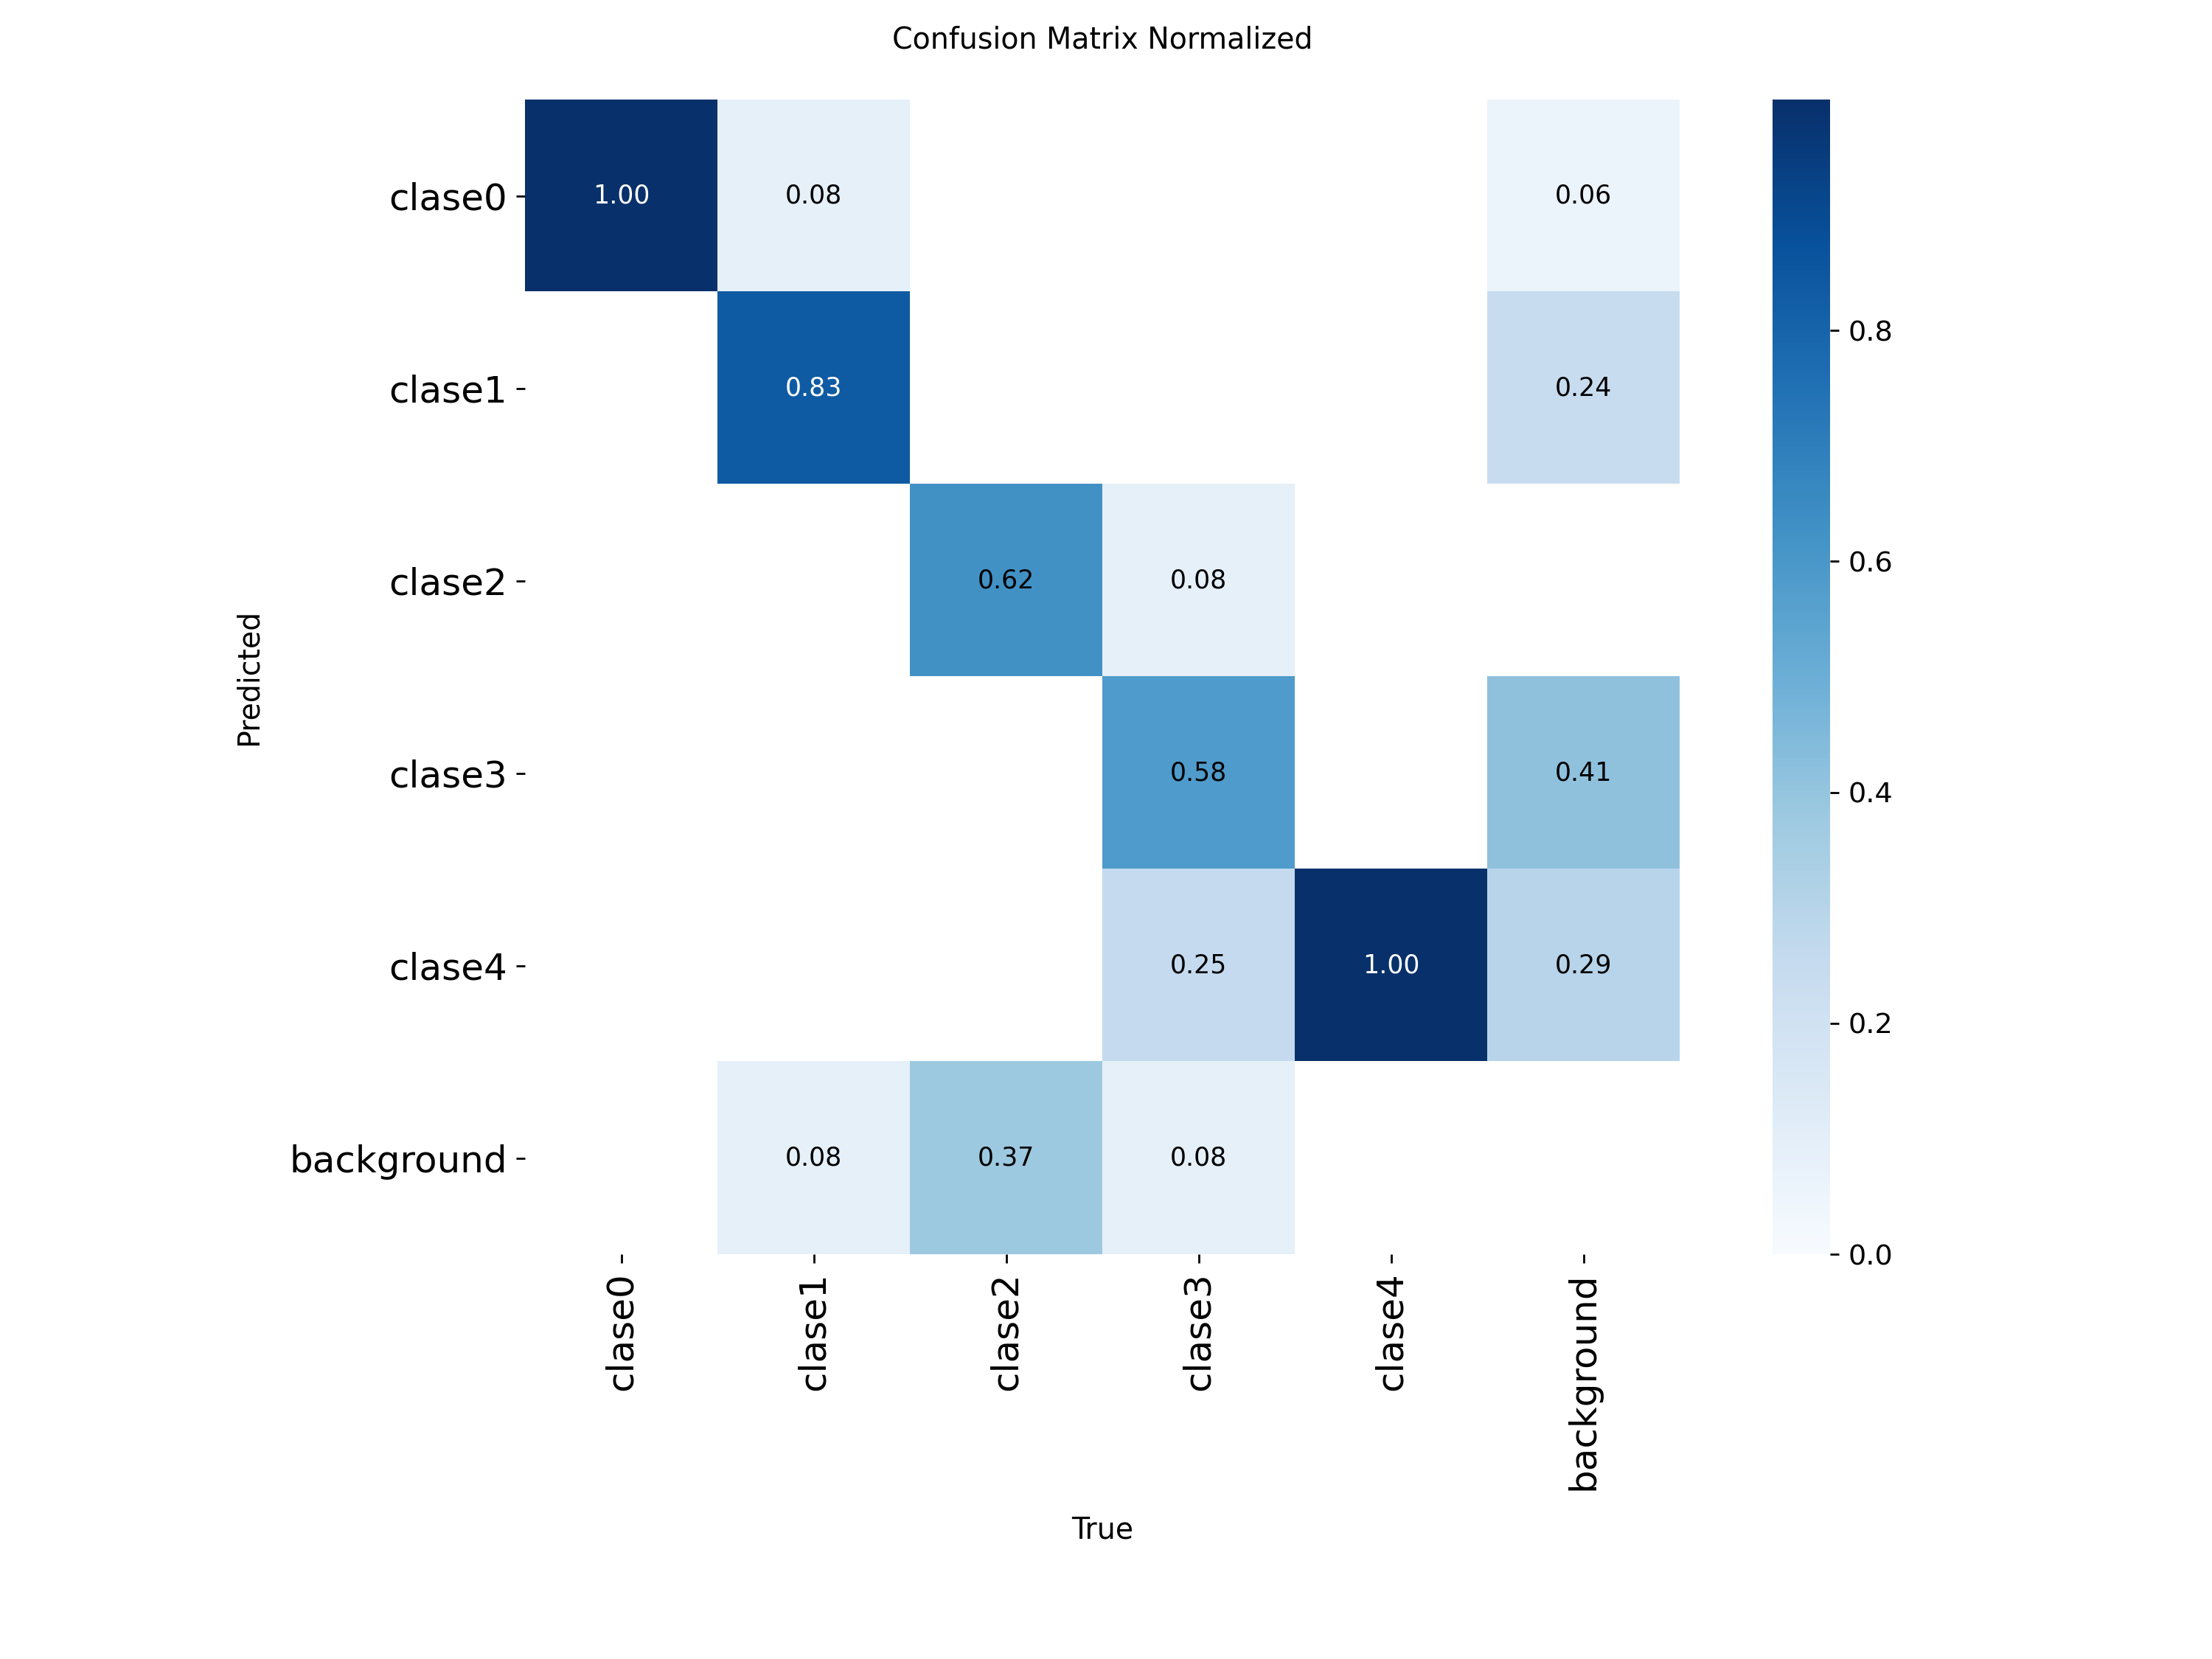 Confusion Matrix Normalized
clase0 1.00 0.08 0.06
clase1 0.83 0.24
0.8
clase2 0.62 0.08
0.6
Predicted
clase3 0.58 0.41
0.4
clase4 0.25 1.00 0.29
0.2
background 0.08 0.37 0.08
0.0
clase0 clase1 clase2 clase3 clase4 background
True